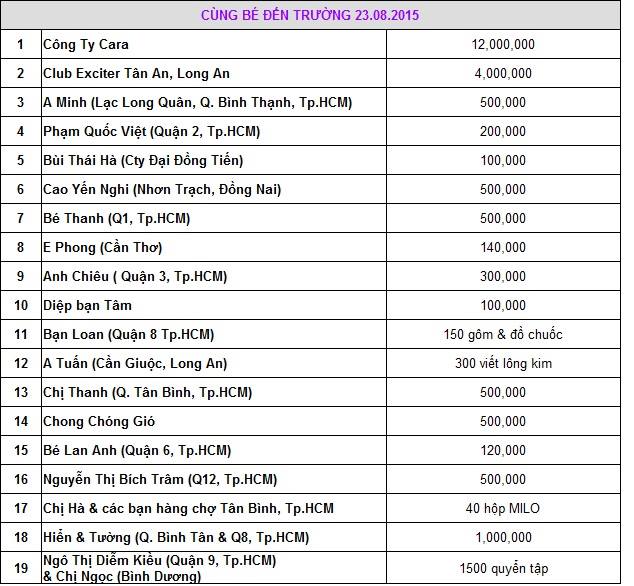 CÙNG BÉ ĐẾN TRƯỜNG 23.08.2015
1 Công Ty Cara 12,000,000
2 Club Exciter Tân An, Long An 4,000,000
3 A Minh (Lạc Long Quân, Q. Bình Thạnh, Tp.HCM) 500,000
4 Phạm Quốc Việt (Quận 2, Tp.HCM) 200,000
5 Bùi Thái Hà (Cty Đại Đồng Tiến) 100,000
6 Cao Yến Nghi (Nhơn Trạch, Đồng Nai) 500,000
7 Bé Thanh (Q1, Tp.HCM) 500,000
8 E Phong (Cần Thơ) 140,000
9 Anh Chiêu ( Quận 3, Tp.HCM) 300,000
10 Diệp bạn Tâm 100,000
11 Bạn Loan (Quận 8 Tp.HCM) 150 gôm & đồ chuốc
12 A Tuấn (Cần Giuộc, Long An) 300 viết lông kim
13 Chị Thanh (Q. Tân Bình, Tp.HCM) 500,000
14 Chong Chóng Gió 500,000
15 Bé Lan Anh (Quận 6, Tp.HCM) 120,000
16 Nguyễn Thị Bích Trâm (Q12, Tp.HCM) 500,000
17 Chị Hà & các bạn hàng chợ Tân Bình, Tp.HCM 40 hộp MILO
18 Hiển & Tường (Q. Bình Tân & Q8, Tp.HCM) 1,000,000
19 Ngô Thị Diễm Kiều (Quận 9, Tp.HCM)
& Chị Ngọc (Bình Dương) 1500 quyển tập